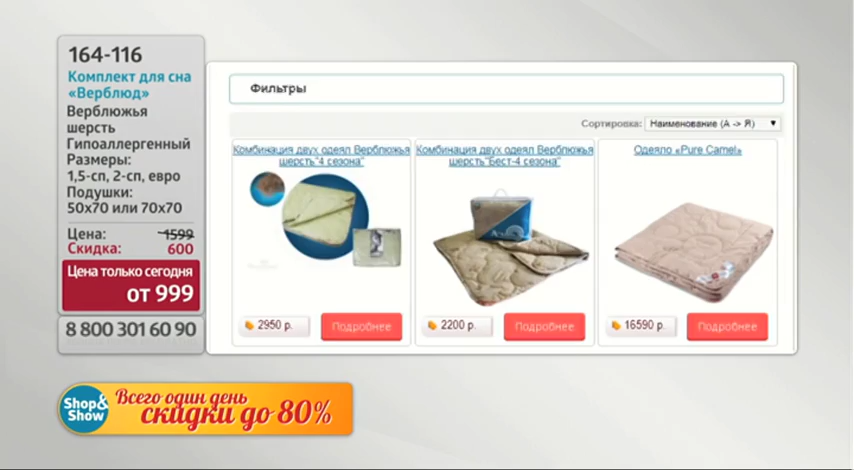 164-116
Комплект для сна
«Верблюд»
Верблюжья
шерсть
Гипоаллергенный
Размеры:
1,5-сп, 2-сп, евро
Подушки:
50х70 или 70х70
Цена: 1599
Скидка: 600
Цена только сегодня
от 999
8 800 301 60 90
Фильтры
Сортировка: Наименование (А -> Я)
Комбинация двух одеял Верблюжья
шерсть"4 сезона"
2950 р. Подробнее
Комбинация двух одеял Верблюжья
шерсть"Бест-4 сезона"
2200 р. Подробнее
Одеяло «Pure Camel»
16590 р. Подробнее
Shop&
Show
Всего один день
скидки до 80%